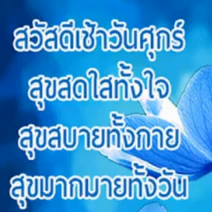 สวัสดีเช้าวันศุกร์
สุขสดใสทั้งใจ
สุขสบายทั้งกาย
สุขมากมายทั้งวัน